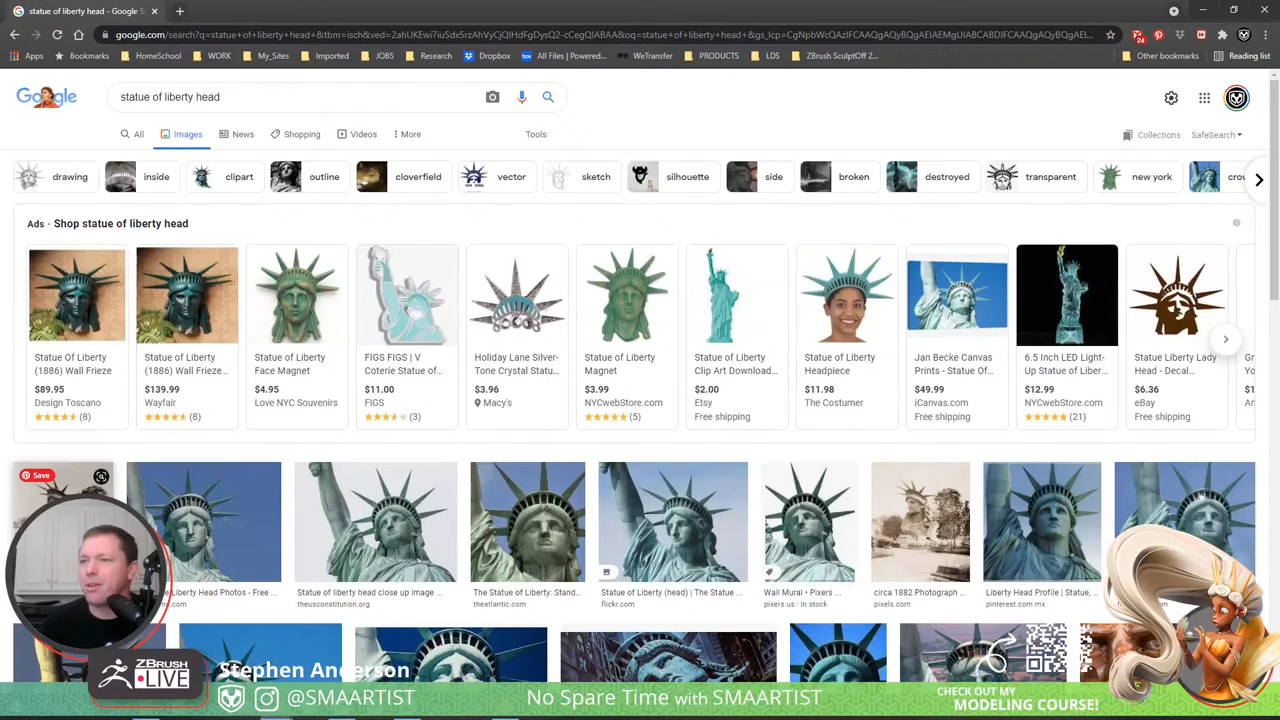 statue of liberty head - Google S
google.com/search?q=statue+of+liberty+head+&tbm=isch&ved=2ahUKEwi7uSdx5rzAhVyCjQIHdFgDysQ2-cCegQIABAA&oq=statue+of+liberty+head+&gs_lcp=CgNpbWcQAzIFCAAQgAQyBQgAEIAEMgUIABCABDIFCAAQgAQyBQgAEIAEMgUIABCABDIFCAAQgAQyBQgAEIAEMgUIABCABDIFC...
24
Apps Bookmarks HomeSchool WORK My_Sites Imported JOBS Research Dropbox All Files | Powered... WeTransfer PRODUCTS LDS ZBrush SculptOff 2... Other bookmarks Reading list
Google
statue of liberty head
All Images News Shopping Videos More Tools Collections SafeSearch
drawing inside clipart outline cloverfield vector sketch silhouette side broken destroyed transparent new york
Ads · Shop statue of liberty head
Statue Of Liberty (1886) Wall Frieze
$89.95
Design Toscano
(8)
Statue of Liberty (1886) Wall Frieze...
$139.99
Wayfair
(8)
Statue of Liberty Face Magnet
$4.95
Love NYC Souvenirs
FIGS FIGS | V Coterie Statue of...
$11.00
FIGS
(3)
Holiday Lane Silver-Tone Crystal Statu...
$3.96
Macy's
Statue of Liberty Magnet
$3.99
NYCwebStore.com
(5)
Statue of Liberty Clip Art Download...
$2.00
Etsy
Free shipping
Statue of Liberty Headpiece
$11.98
The Costumer
Jan Becke Canvas Prints - Statue Of...
$49.99
iCanvas.com
Free shipping
6.5 Inch LED Light-Up Statue of Liber...
$12.99
NYCwebStore.com
(21)
Statue Liberty Lady Head - Decal...
$6.36
eBay
Free shipping
Save
Liberty Head Photos - Free ...
Statue of liberty head close up image ...
theusconstitution.org
The Statue of Liberty: Stand...
theatlantic.com
Statue of Liberty (head) | The Statue ...
flickr.com
Wall Mural • Pixers ...
pixers.us · In stock
circa 1882 Photograph ...
pixels.com
Liberty Head Profile | Statue, ...
pinterest.com.mx
ZBRUSH
LIVE
Stephen Anderson
@SMAARTIST
No Spare Time with SMAARTIST
CHECK OUT MY
MODELING COURSE!